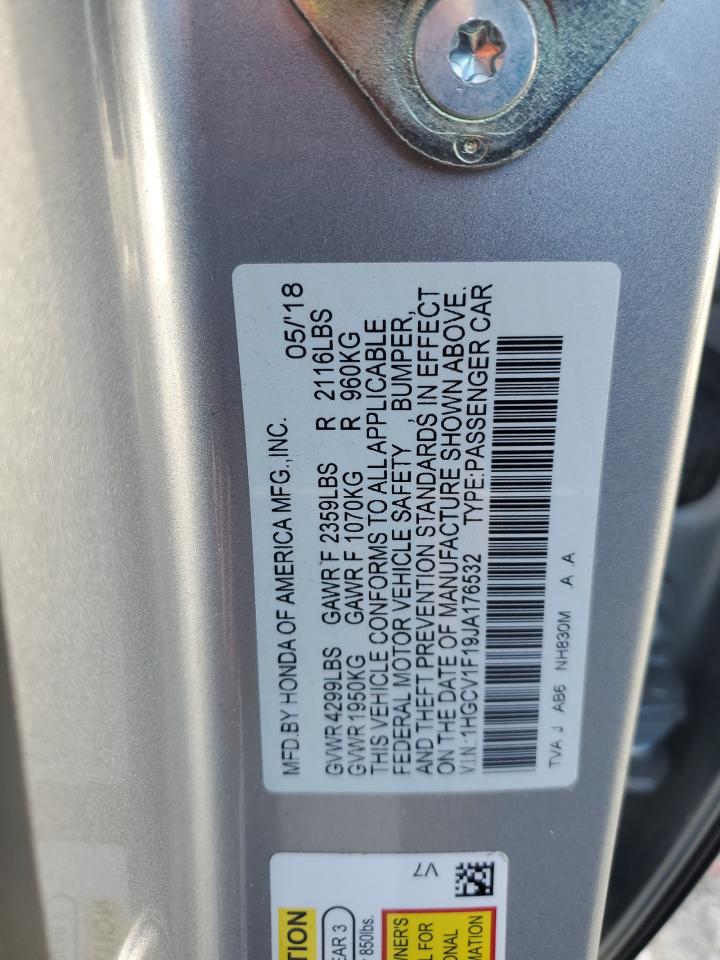 MFD.BY HONDA OF AMERICA MFG.,INC. 05/'18
GVWR 4299LBS GAWR F 2359LBS R 2116LBS
GVWR 1950KG GAWR F 1070KG R 960KG
THIS VEHICLE CONFORMS TO ALL APPLICABLE
FEDERAL MOTOR VEHICLE SAFETY , BUMPER,
AND THEFT PREVENTION STANDARDS IN EFFECT
ON THE DATE OF MANUFACTURE SHOWN ABOVE.
V.I.N.:1HGCV1F19JA176532 TYPE:PASSENGER CAR
TVA J AB6 NH830M .A .A
V7
TION
EAR 3
850lbs.
WNER'S
L FOR
ONAL
MATION